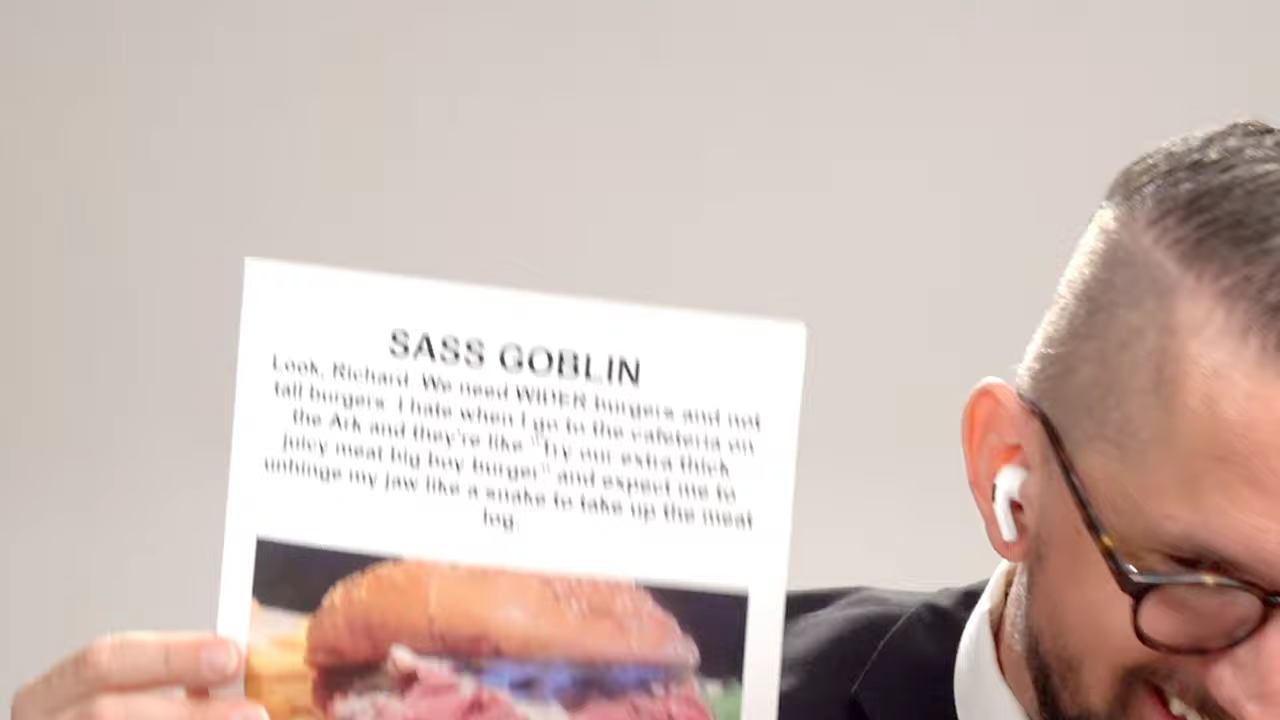 SASS GOBLIN
Look, Richard. We need WIDER burgers and not
tall burgers. I hate when I go to the cafeteria on
the Ark and they're like "Try our extra thick
juicy meat big boy burger" and expect me to
unhinge my jaw like a snake to take up the meat
log.